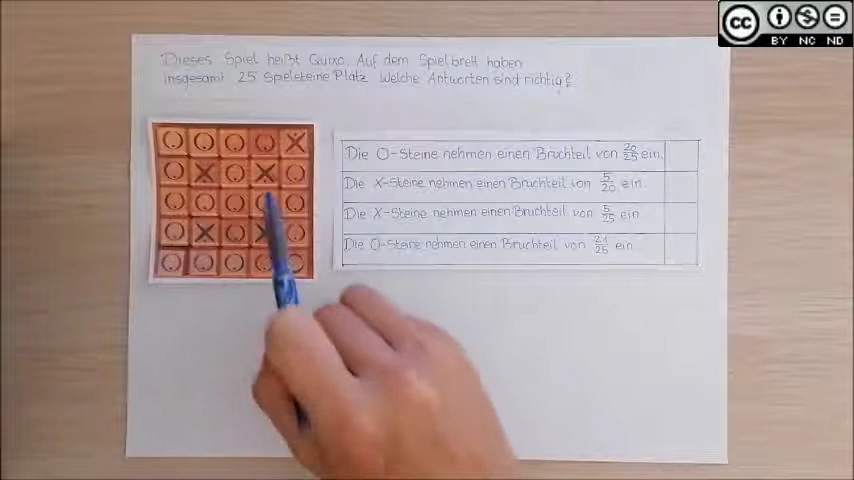 Dieses Spiel heißt Quixo. Auf dem Spielbrett haben
insgesamt 25 Spielsteine Platz. Welche Antworten sind richtig?
Die O-Steine nehmen einen Bruchteil von 20/25 ein.
Die X-Steine nehmen einen Bruchteil von 5/20 ein.
Die X-Steine nehmen einen Bruchteil von 5/25 ein.
Die O-Steine nehmen einen Bruchteil von 21/25 ein.
cc
BY NC ND